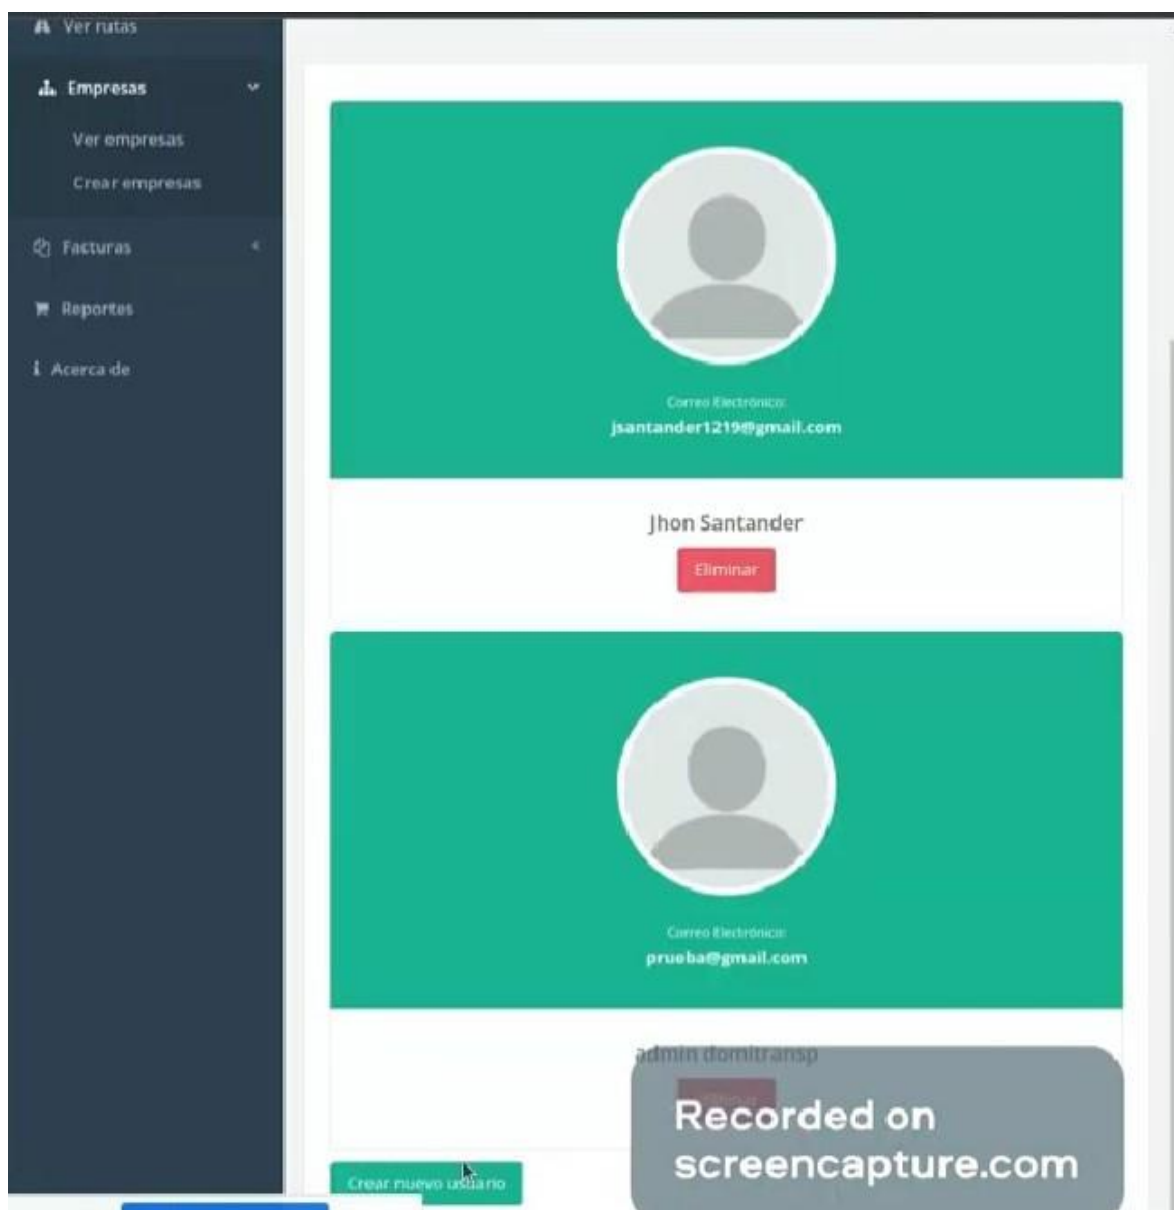 Ver rutas
Empresas
Ver empresas
Crear empresas
Facturas
Reportes
Acerca de
Correo Electrónico:
jsantander1219@gmail.com
Jhon Santander
Eliminar
Correo Electrónico:
prueba@gmail.com
admin domitransp
Eliminar
Recorded on
screencapture.com
Crear nuevo usuario